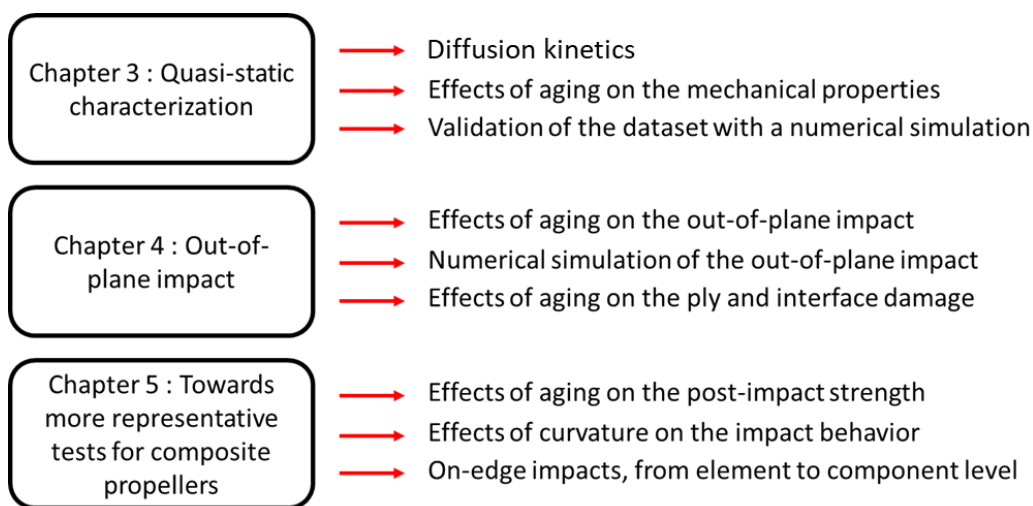 Chapter 3 : Quasi-static
characterization
Diffusion kinetics
Effects of aging on the mechanical properties
Validation of the dataset with a numerical simulation
Chapter 4 : Out-of-
plane impact
Effects of aging on the out-of-plane impact
Numerical simulation of the out-of-plane impact
Effects of aging on the ply and interface damage
Chapter 5 : Towards
more representative
tests for composite
propellers
Effects of aging on the post-impact strength
Effects of curvature on the impact behavior
On-edge impacts, from element to component level